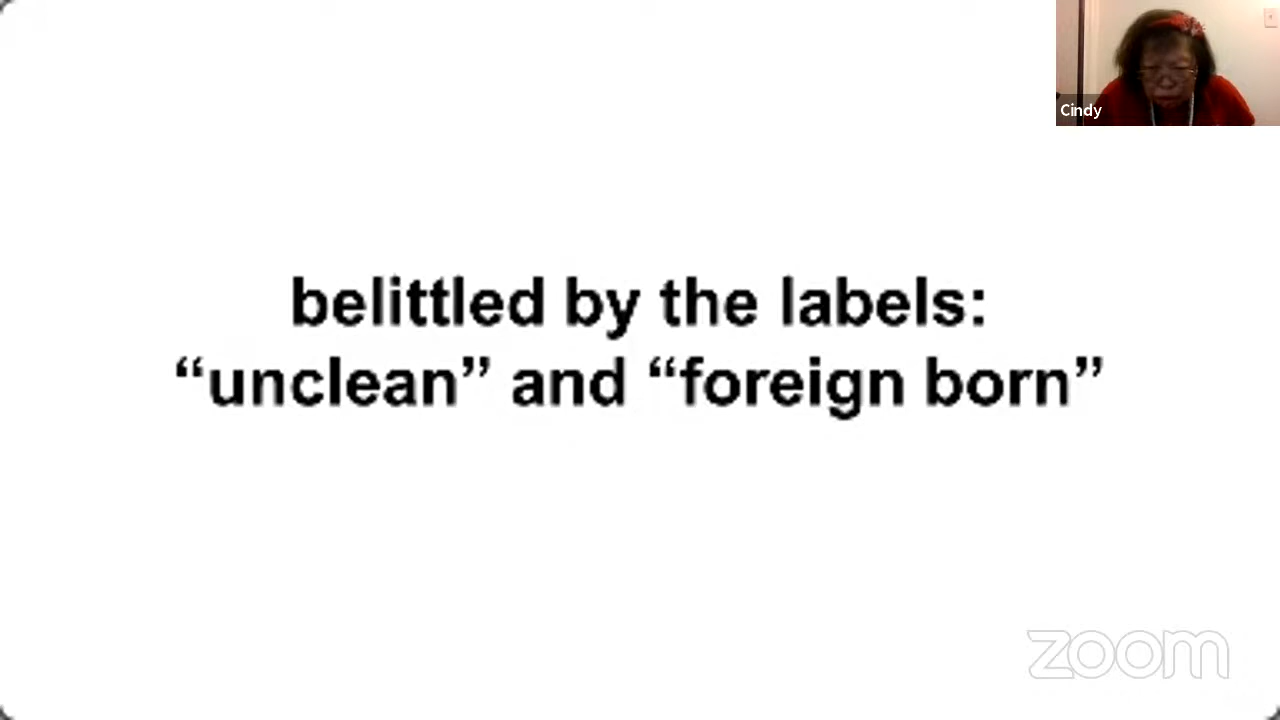 Cindy
belittled by the labels:
“unclean” and “foreign born”
zoom